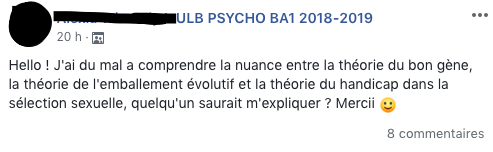 ULB PSYCHO BA1 2018-2019
20 h ·
Hello ! J'ai du mal a comprendre la nuance entre la théorie du bon gène,
la théorie de l'emballement évolutif et la théorie du handicap dans la
sélection sexuelle, quelqu'un saurait m'expliquer ? Mercii 🙂
8 commentaires